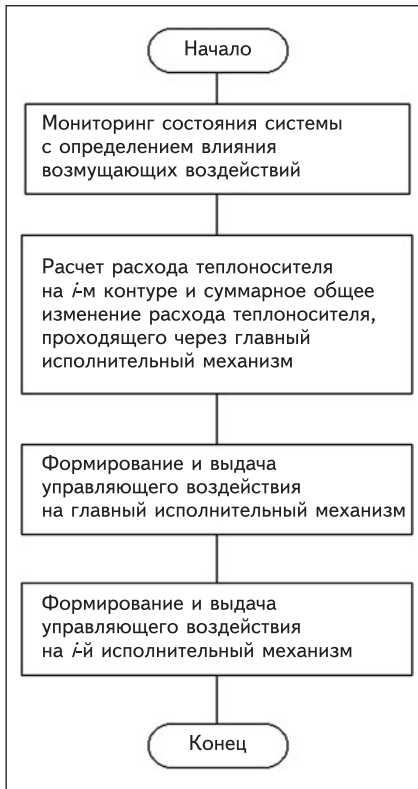 Начало
Мониторинг состояния системы
с определением влияния
возмущающих воздействий
Расчет расхода теплоносителя
на i-м контуре и суммарное общее
изменение расхода теплоносителя,
проходящего через главный
исполнительный механизм
Формирование и выдача
управляющего воздействия
на главный исполнительный механизм
Формирование и выдача
управляющего воздействия
на i-й исполнительный механизм
Конец